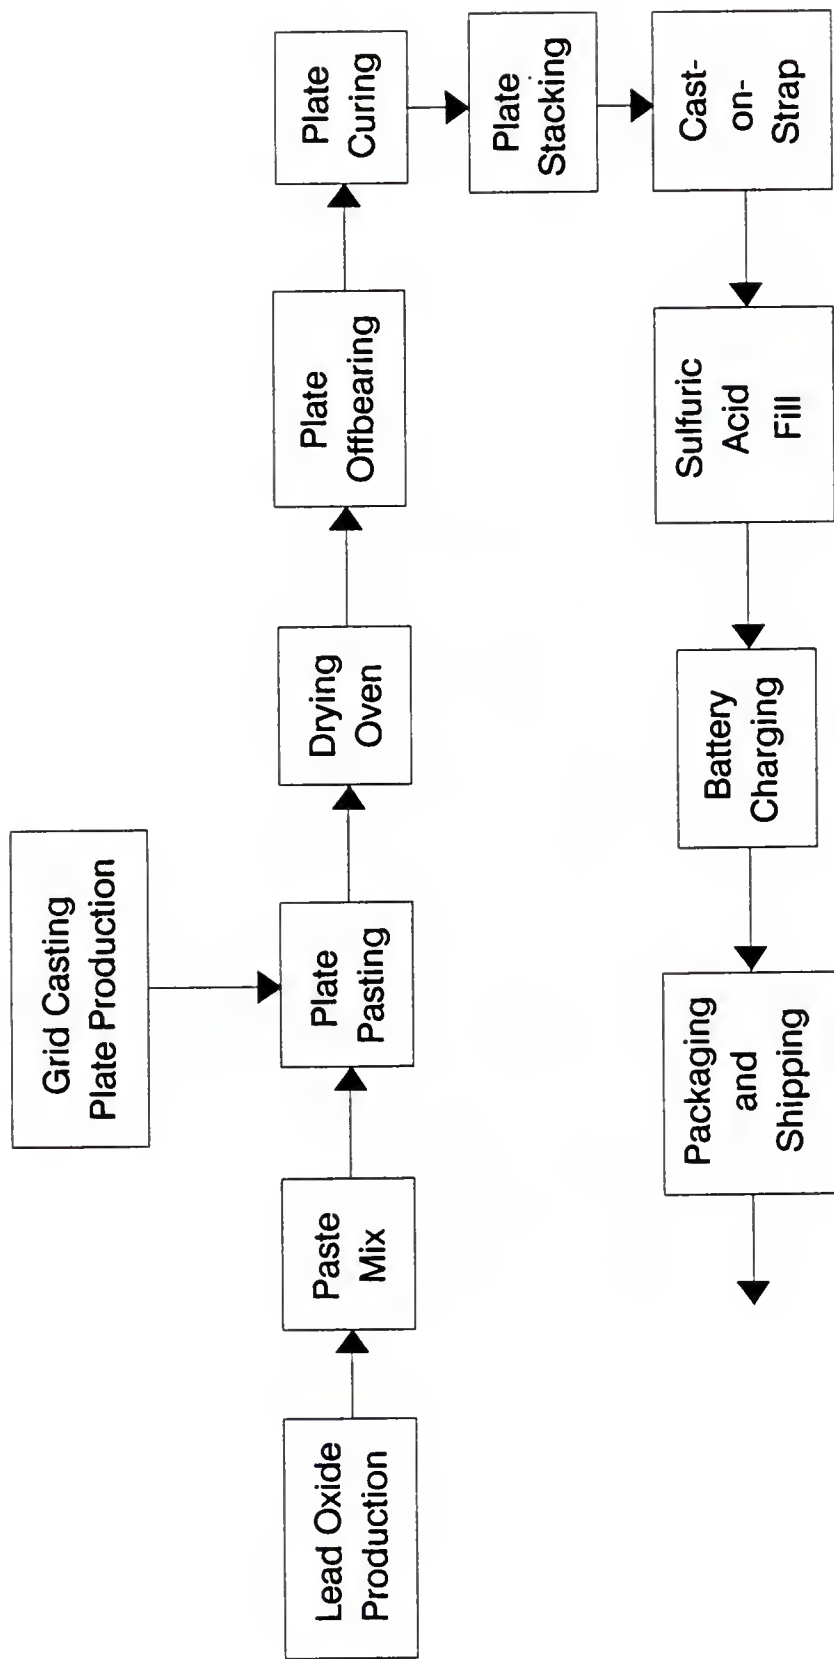 Grid Casting
Plate Production
Lead Oxide
Production
Paste
Mix
Plate
Pasting
Drying
Oven
Plate
Offbearing
Plate
Curing
Plate
Stacking
Cast-
on-
Strap
Sulfuric
Acid
Fill
Battery
Charging
Packaging
and
Shipping